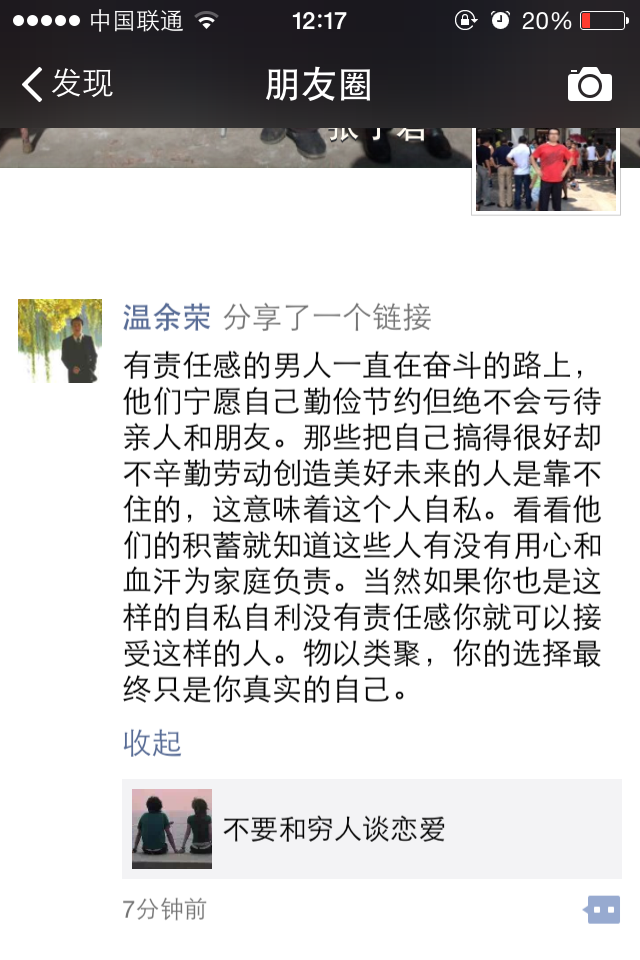 中国联通 12:17 20%
发现 朋友圈
温余荣 分享了一个链接
有责任感的男人一直在奋斗的路上，
他们宁愿自己勤俭节约但绝不会亏待
亲人和朋友。那些把自己搞得很好却
不辛勤劳动创造美好未来的人是靠不
住的，这意味着这个人自私。看看他
们的积蓄就知道这些人有没有用心和
血汗为家庭负责。当然如果你也是这
样的自私自利没有责任感你就可以接
受这样的人。物以类聚，你的选择最
终只是你真实的自己。
收起
不要和穷人谈恋爱
7分钟前